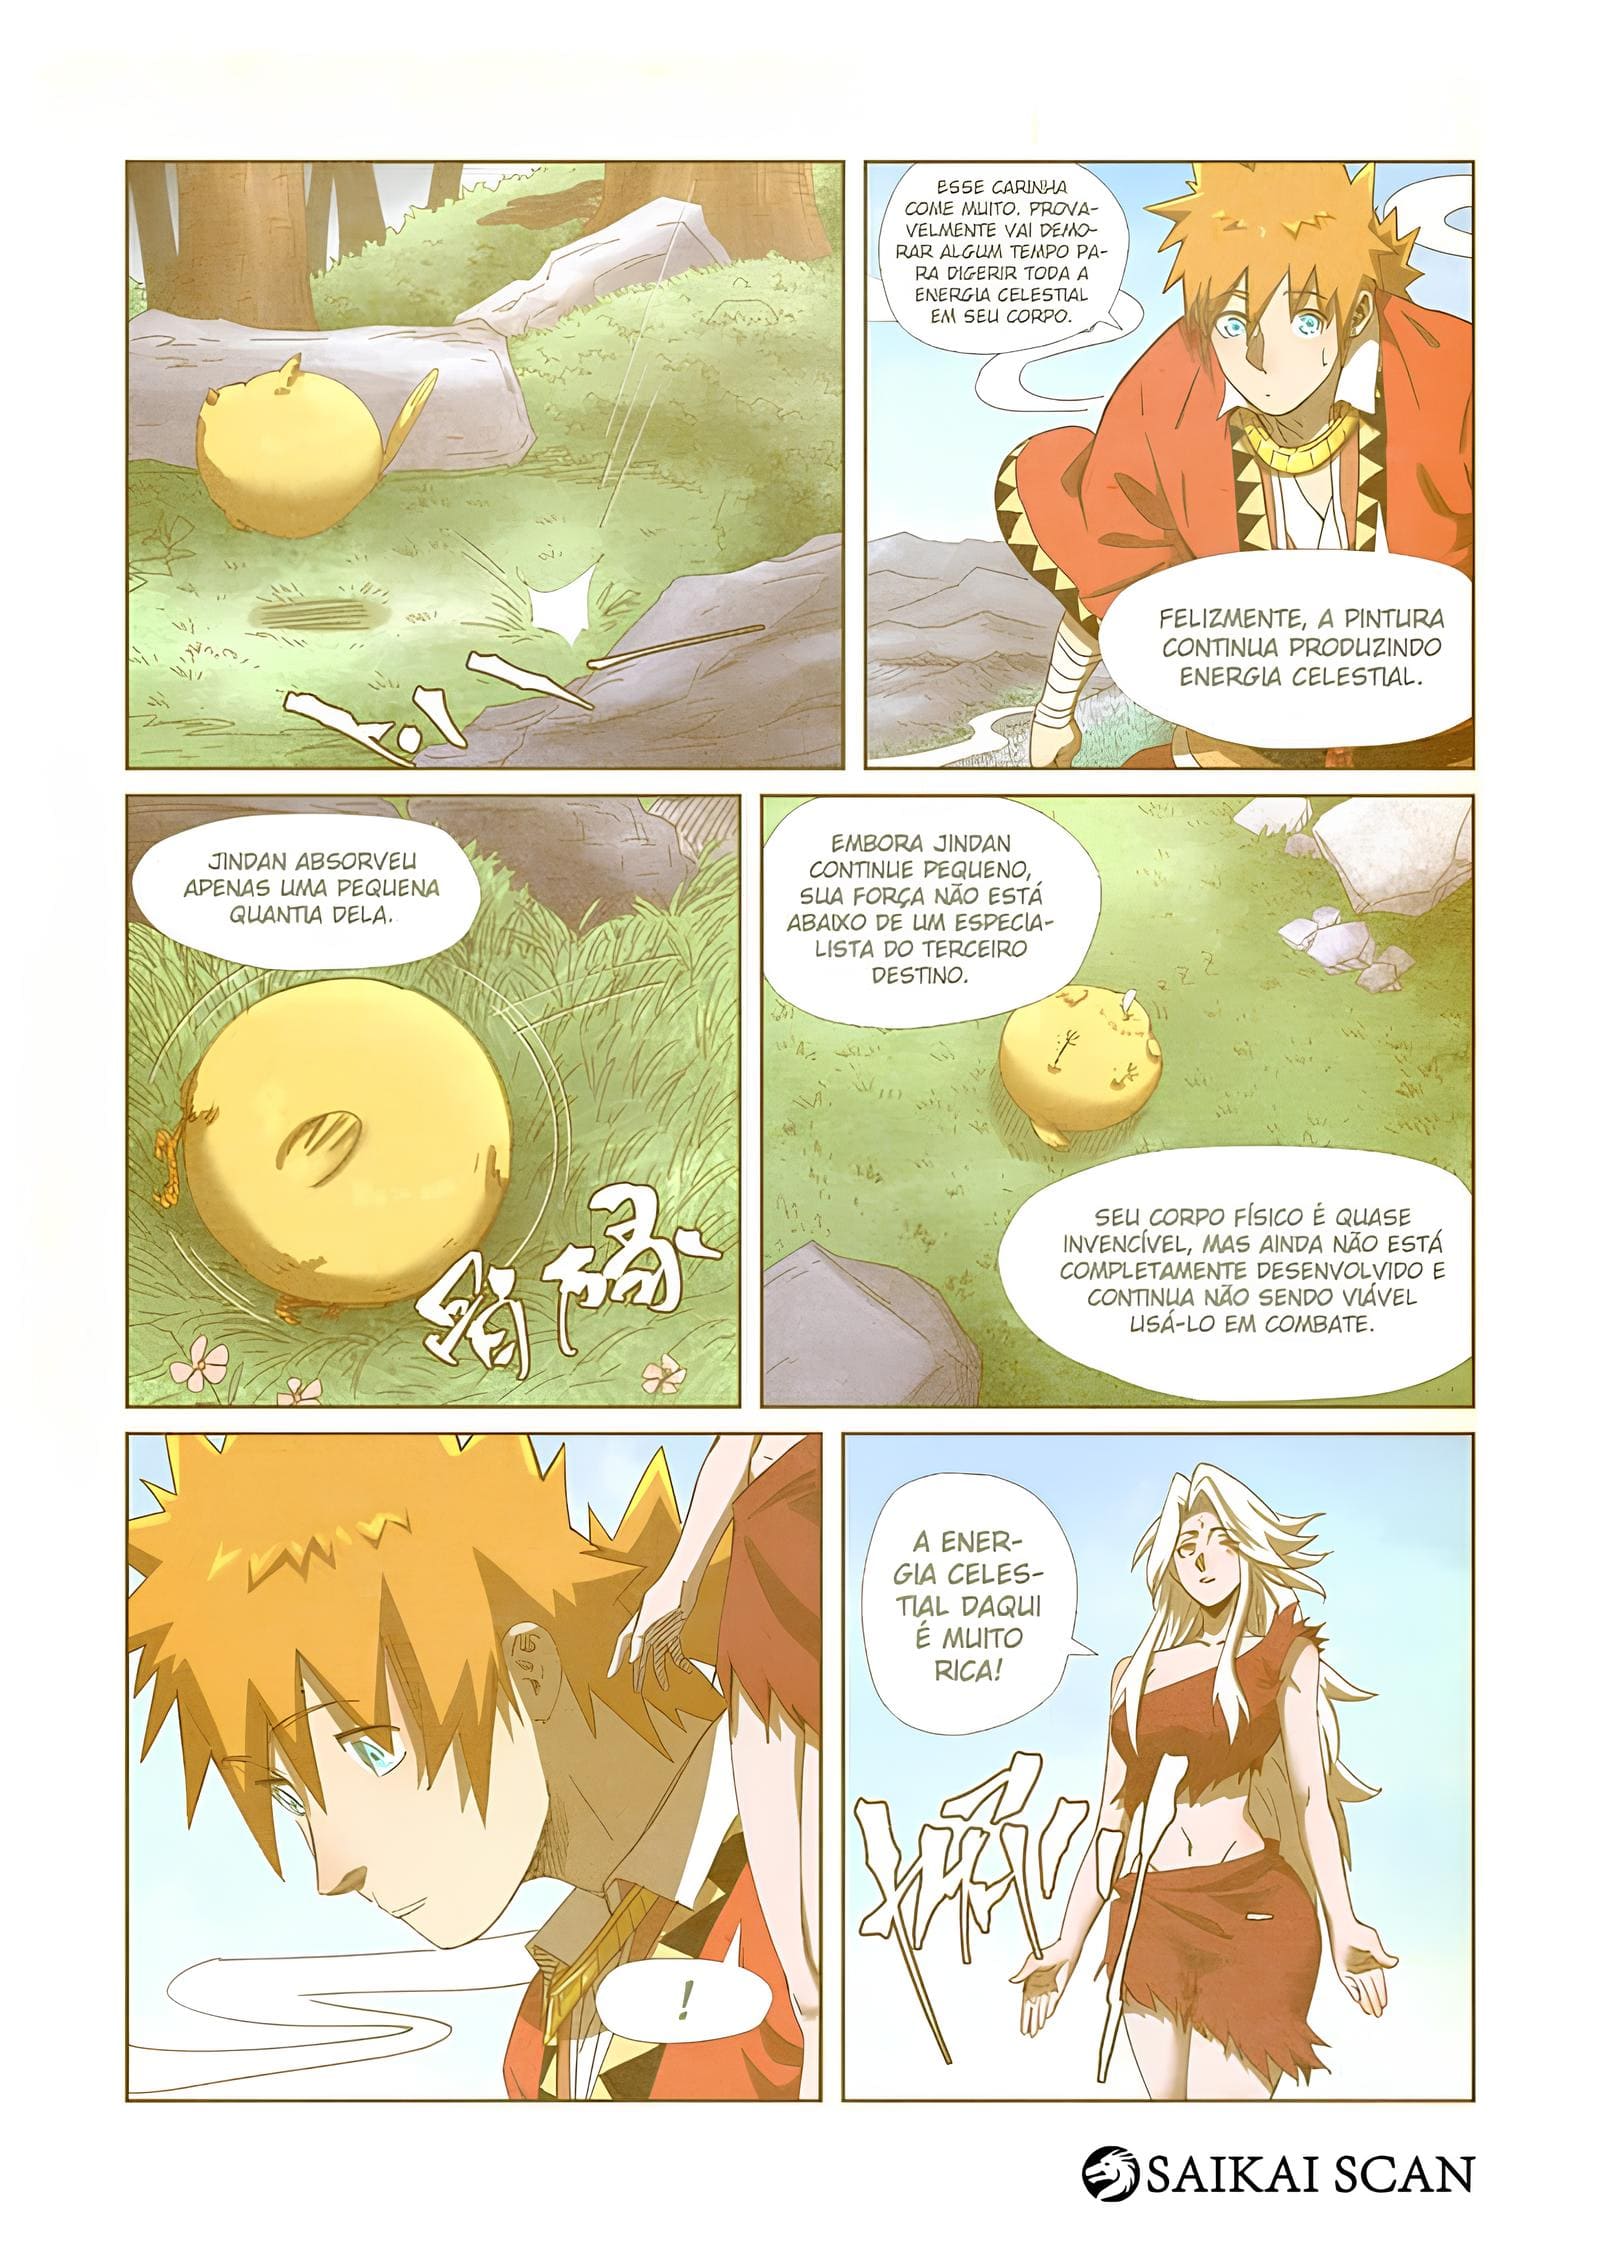 ESSE CARINHA
COME MUITO. PROVA-
VELMENTE VAI DEMO-
RAR ALGUM TEMPO PA-
RA DIGERIR TODA A
ENERGIA CELESTIAL
EM SEU CORPO.
FELIZMENTE, A PINTURA
CONTINUA PRODUZINDO
ENERGIA CELESTIAL.
JINDAN ABSORVEU
APENAS UMA PEQUENA
QUANTIA DELA.
EMBORA JINDAN
CONTINUE PEQUENO,
SUA FORÇA NÃO ESTÁ
ABAIXO DE UM ESPECIA-
LISTA DO TERCEIRO
DESTINO.
Z Z
Z Z
SEU CORPO FÍSICO É QUASE
INVENCÍVEL, MAS AINDA NÃO ESTÁ
COMPLETAMENTE DESENVOLVIDO E
CONTINUA NÃO SENDO VIÁVEL
USÁ-LO EM COMBATE.
!
A ENER-
GIA CELES-
TIAL DAQUI
É MUITO
RICA!
SAIKAI SCAN